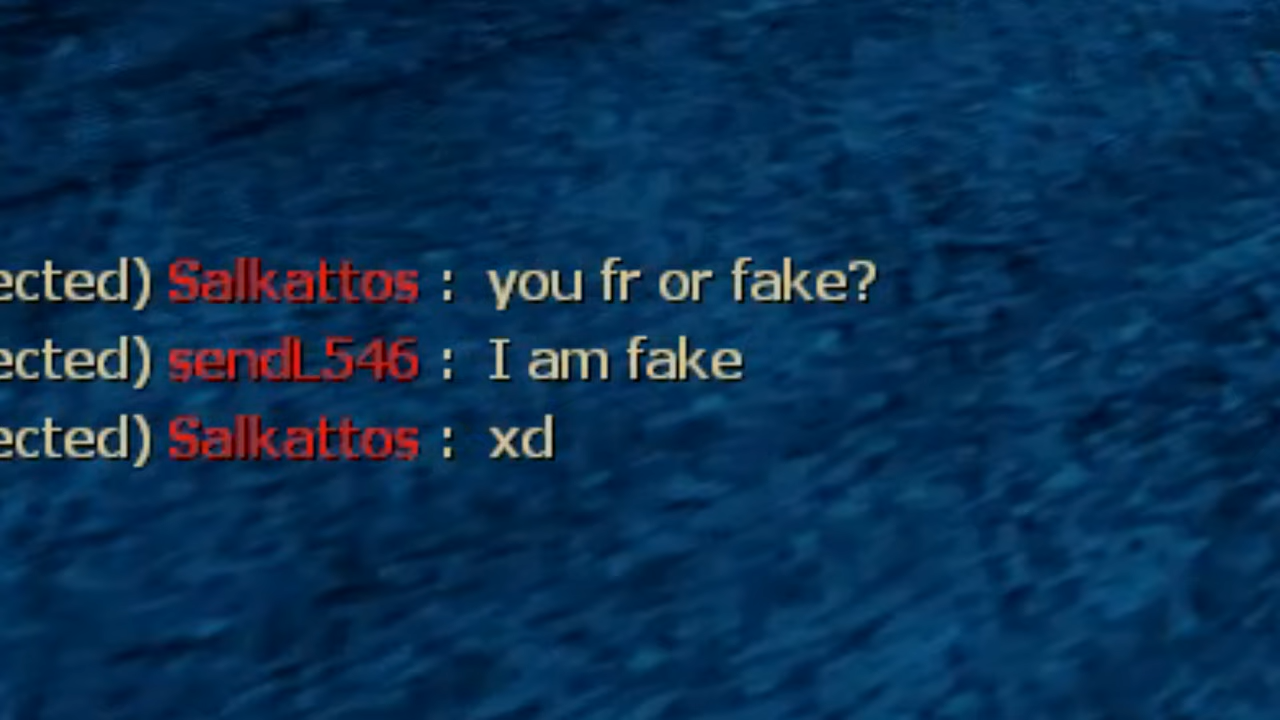 ected) Salkattos : you fr or fake?
ected) sendL546 : I am fake
ected) Salkattos : xd